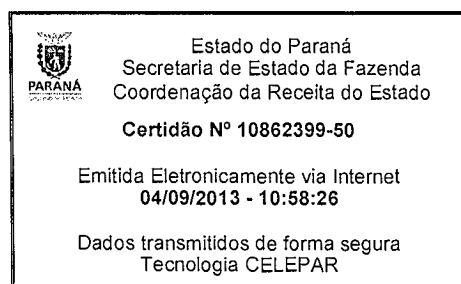 Estado do Paraná
Secretaria de Estado da Fazenda
PARANÁ
Coordenação da Receita do Estado
Certidão Nº 10862399-50
Emitida Eletronicamente via Internet
04/09/2013 - 10:58:26
Dados transmitidos de forma segura
Tecnologia CELEPAR